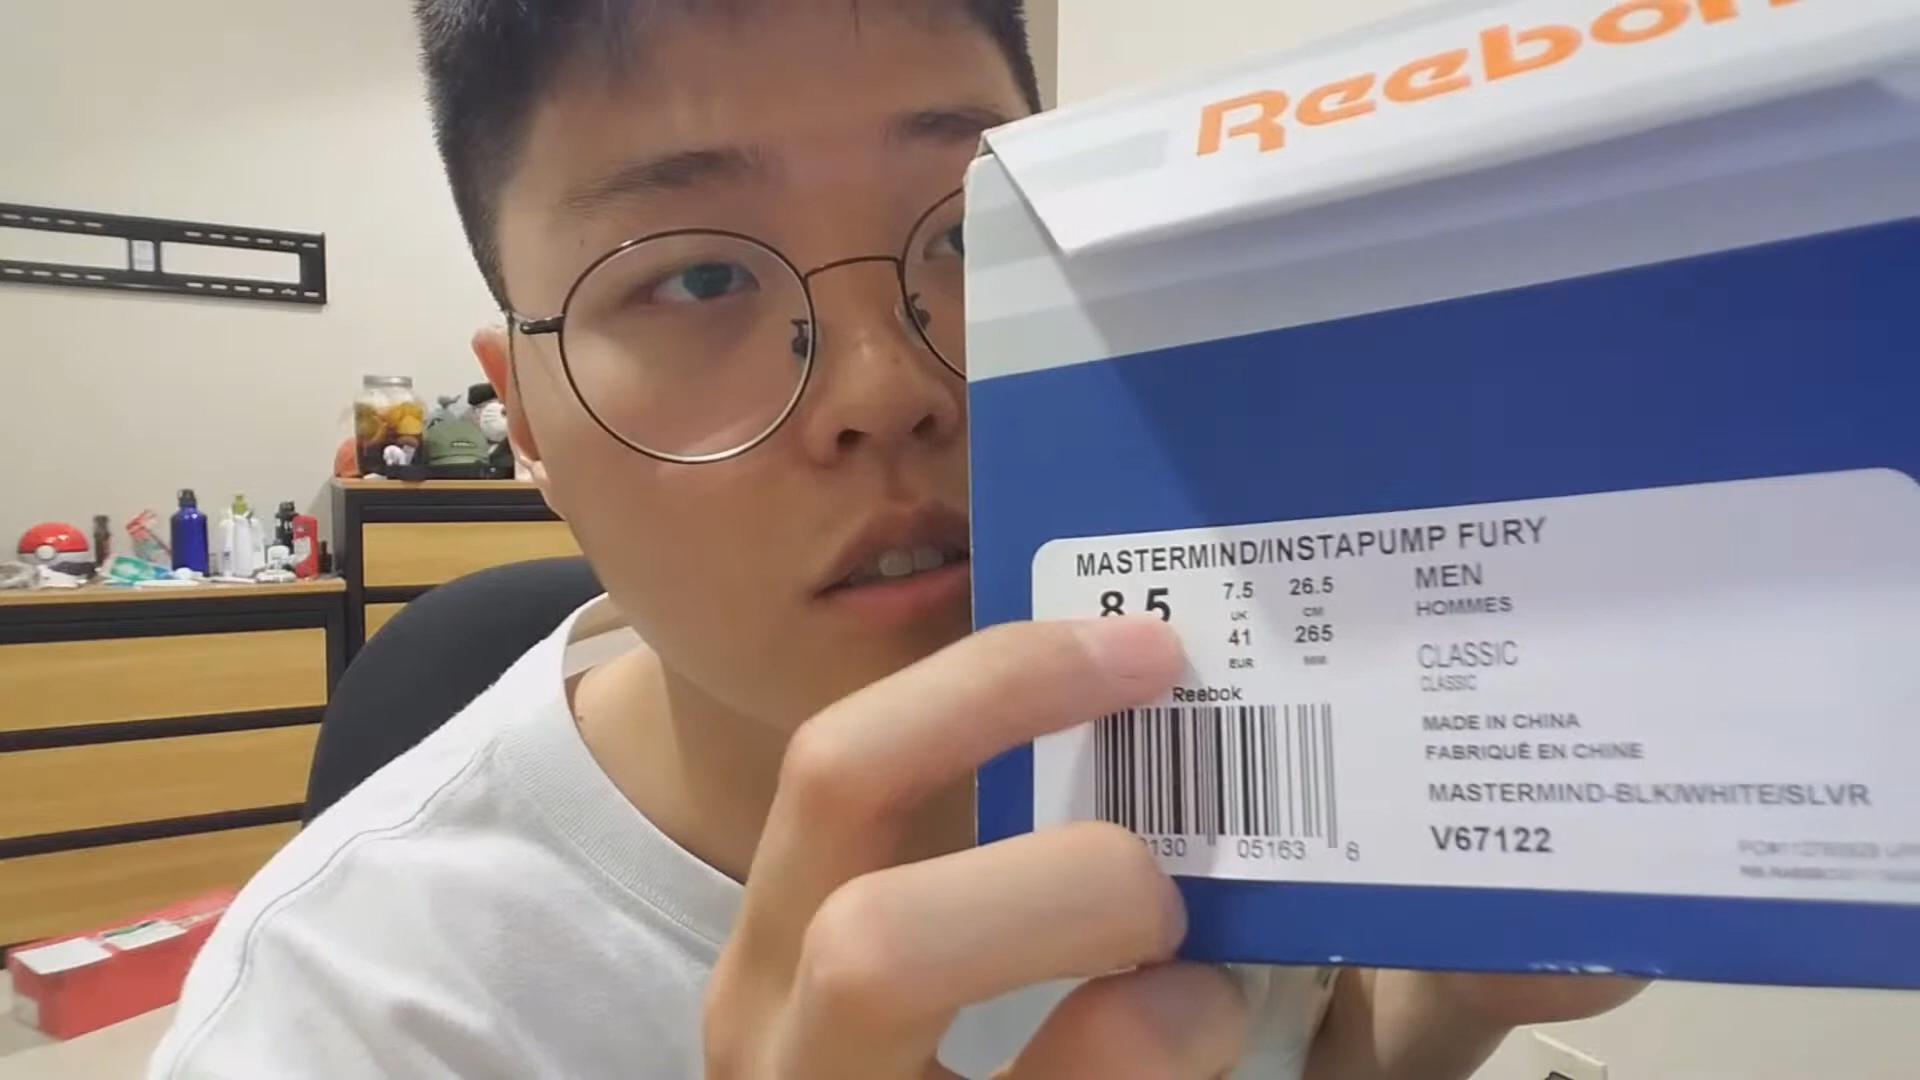 Reebok
MASTERMIND/INSTAPUMP FURY
8.5 7.5 26.5 MEN
UK CM HOMMES
41 265 CLASSIC
EUR MM CLASSIC
Reebok
MADE IN CHINA
FABRIQUÉ EN CHINE
MASTERMIND-BLK/WHITE/SLVR
V67122
130 05163 8